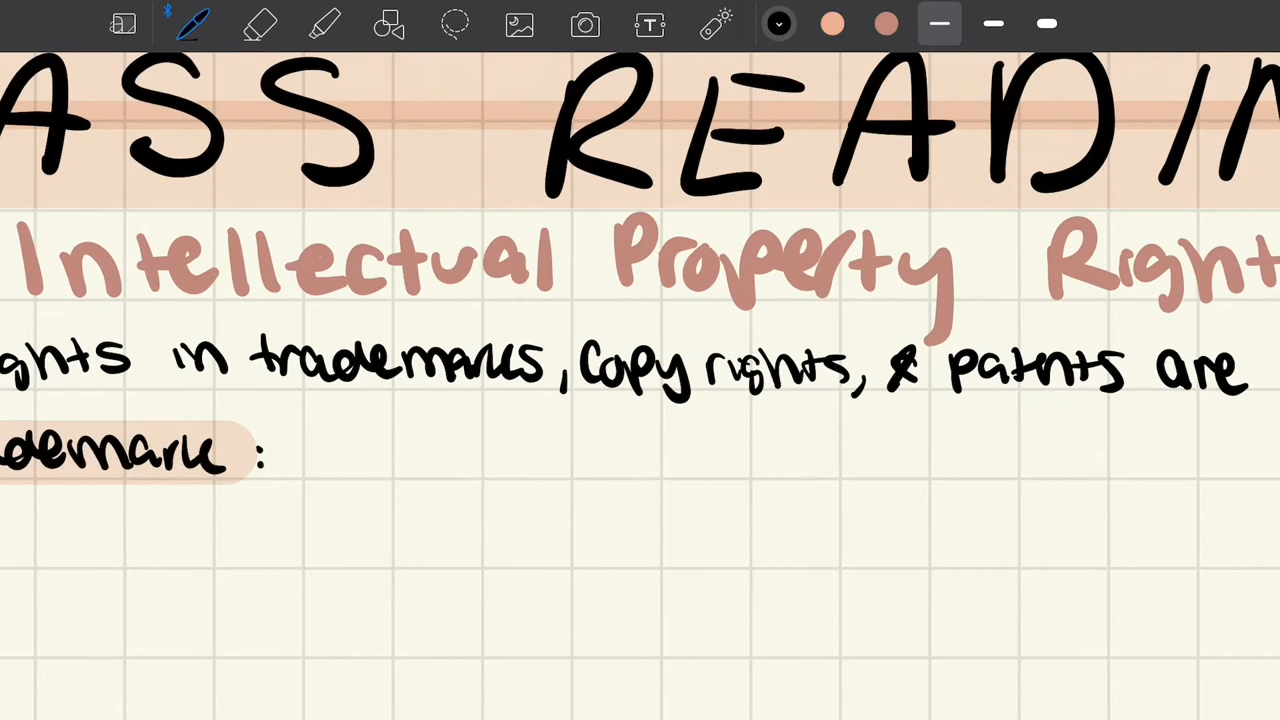 ASS READIN
Intellectual Property Right
ghts in trademarks, copyrights, & patents are
demark :